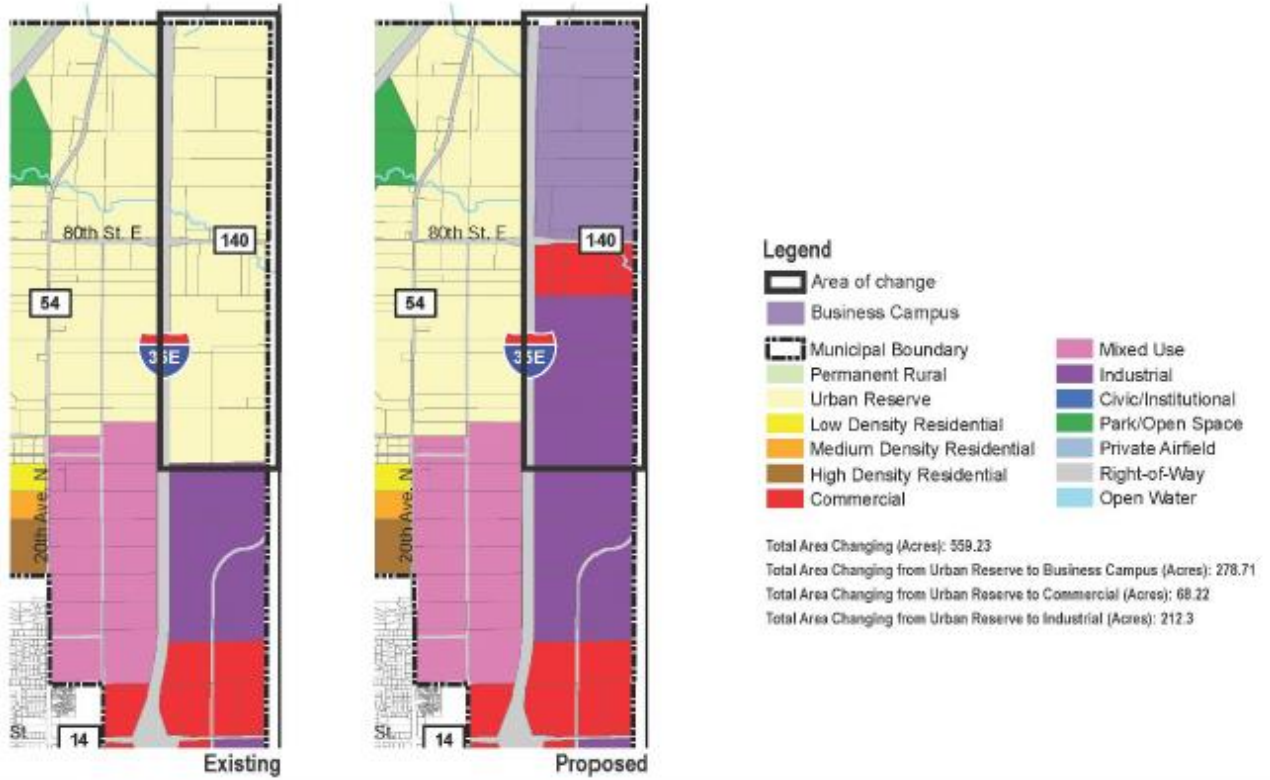 80th St. E
140
54
35E
20th Ave. N
St.
14
Existing
80th St. E
140
54
35E
20th Ave. N
St.
14
Proposed
Legend
Area of change
Business Campus
Municipal Boundary
Permanent Rural
Urban Reserve
Low Density Residential
Medium Density Residential
High Density Residential
Commercial
Mixed Use
Industrial
Civic/Institutional
Park/Open Space
Private Airfield
Right-of-Way
Open Water
Total Area Changing (Acres): 559.23
Total Area Changing from Urban Reserve to Business Campus (Acres): 278.71
Total Area Changing from Urban Reserve to Commercial (Acres): 68.22
Total Area Changing from Urban Reserve to Industrial (Acres): 212.3